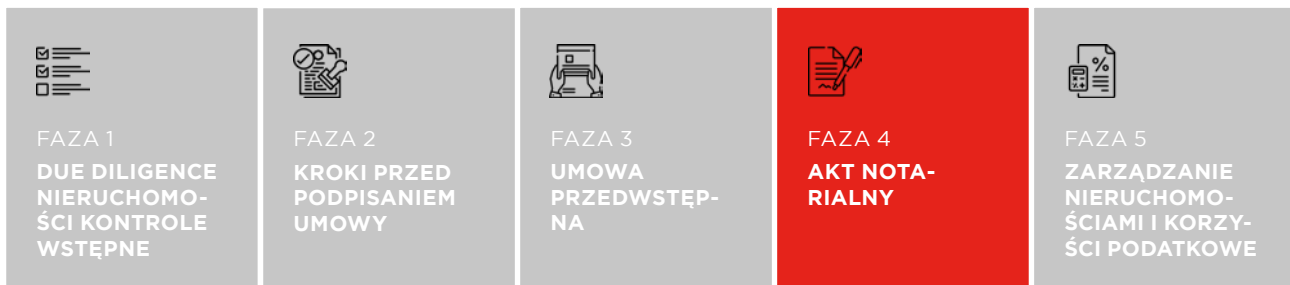 FAZA 1
DUE DILIGENCE
NIERUCHOMO-
ŚCI KONTROLE
WSTĘPNE
FAZA 2
KROKI PRZED
PODPISANIEM
UMOWY
FAZA 3
UMOWA
PRZEDWSTĘP-
NA
FAZA 4
AKT NOTA-
RIALNY
%
FAZA 5
ZARZĄDZANIE
NIERUCHOMO-
ŚCIAMI I KORZY-
ŚCI PODATKOWE